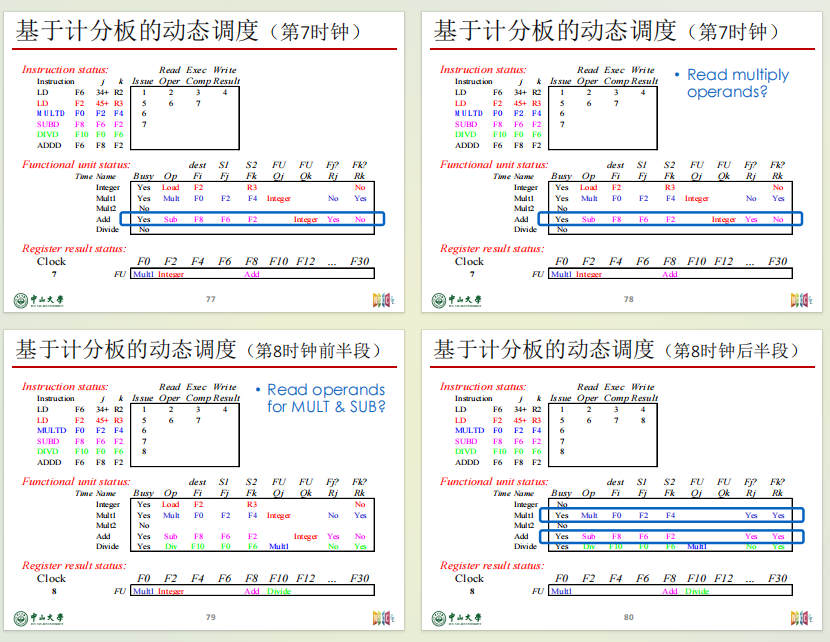 基于计分板的动态调度（第7时钟）
Instruction status: Read Exec Write
Instruction j k Issue Oper Comp Result
LD F6 34+ R2 1 2 3 4
LD F2 45+ R3 5 6 7
MULTD F0 F2 F4 6
SUBD F8 F6 F2 7
DIVD F10 F0 F6
ADDD F6 F8 F2
Functional unit status: dest S1 S2 FU FU Fj? Fk?
Time Name Busy Op Fi Fj Fk Qj Qk Rj Rk
Integer Yes Load F2 R3 No
Mult1 Yes Mult F0 F2 F4 Integer No Yes
Mult2 No
Add Yes Sub F8 F6 F2 Integer Yes No
Divide No
Register result status:
Clock F0 F2 F4 F6 F8 F10 F12 ... F30
7 FU Mult1 Integer Add
中山大学
77
基于计分板的动态调度（第7时钟）
Instruction status: Read Exec Write
Instruction j k Issue Oper Comp Result
LD F6 34+ R2 1 2 3 4
LD F2 45+ R3 5 6 7
MULTD F0 F2 F4 6
SUBD F8 F6 F2 7
DIVD F10 F0 F6
ADDD F6 F8 F2
• Read multiply
operands?
Functional unit status: dest S1 S2 FU FU Fj? Fk?
Time Name Busy Op Fi Fj Fk Qj Qk Rj Rk
Integer Yes Load F2 R3 No
Mult1 Yes Mult F0 F2 F4 Integer No Yes
Mult2 No
Add Yes Sub F8 F6 F2 Integer Yes No
Divide No
Register result status:
Clock F0 F2 F4 F6 F8 F10 F12 ... F30
7 FU Mult1 Integer Add
中山大学
78
基于计分板的动态调度（第8时钟前半段）
Instruction status: Read Exec Write
Instruction j k Issue Oper Comp Result
LD F6 34+ R2 1 2 3 4
LD F2 45+ R3 5 6 7
MULTD F0 F2 F4 6
SUBD F8 F6 F2 7
DIVD F10 F0 F6 8
ADDD F6 F8 F2
• Read operands
for MULT & SUB?
Functional unit status: dest S1 S2 FU FU Fj? Fk?
Time Name Busy Op Fi Fj Fk Qj Qk Rj Rk
Integer Yes Load F2 R3 No
Mult1 Yes Mult F0 F2 F4 Integer No Yes
Mult2 No
Add Yes Sub F8 F6 F2 Integer Yes No
Divide Yes Div F10 F0 F6 Mult1 No Yes
Register result status:
Clock F0 F2 F4 F6 F8 F10 F12 ... F30
8 FU Mult1 Integer Add Divide
中山大学
79
基于计分板的动态调度（第8时钟后半段）
Instruction status: Read Exec Write
Instruction j k Issue Oper Comp Result
LD F6 34+ R2 1 2 3 4
LD F2 45+ R3 5 6 7 8
MULTD F0 F2 F4 6
SUBD F8 F6 F2 7
DIVD F10 F0 F6 8
ADDD F6 F8 F2
Functional unit status: dest S1 S2 FU FU Fj? Fk?
Time Name Busy Op Fi Fj Fk Qj Qk Rj Rk
Integer No
Mult1 Yes Mult F0 F2 F4 Yes Yes
Mult2 No
Add Yes Sub F8 F6 F2 Yes Yes
Divide Yes Div F10 F0 F6 Mult1 No Yes
Register result status:
Clock F0 F2 F4 F6 F8 F10 F12 ... F30
8 FU Mult1 Add Divide
中山大学
80